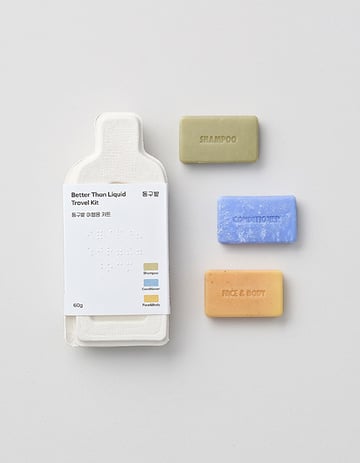 Better Than Liquid
Travel Kit
동구밭
동구밭 여행용 키트
Shampoo
Conditioner
Face&Body
60g
SHAMPOO
CONDITIONER
FACE & BODY